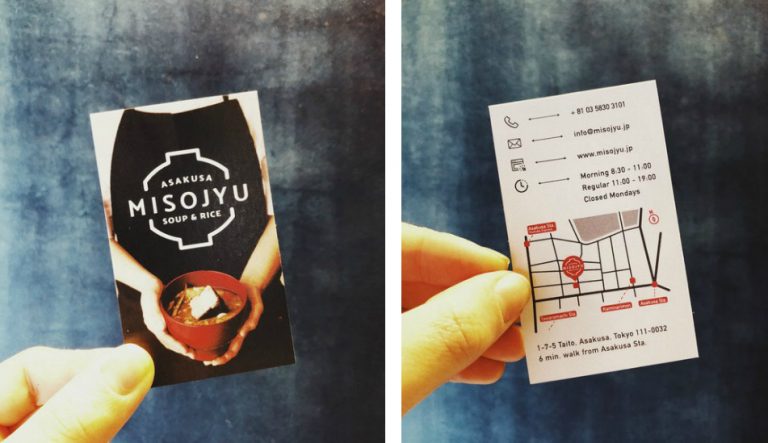 ASAKUSA
MISOJYU
SOUP & RICE
+ 81 03 5830 3101
info@misojyu.jp
www.misojyu.jp
Morning 8:30 - 11:00
Regular 11:00 - 19:00
Closed Mondays
N
Asakusa Sta.
MISOJYU
Tawaramachi Sta.
Kaminarimon
Asakusa Sta.
1-7-5 Taito, Asakusa, Tokyo 111-0032
6 min. walk from Asakusa Sta.